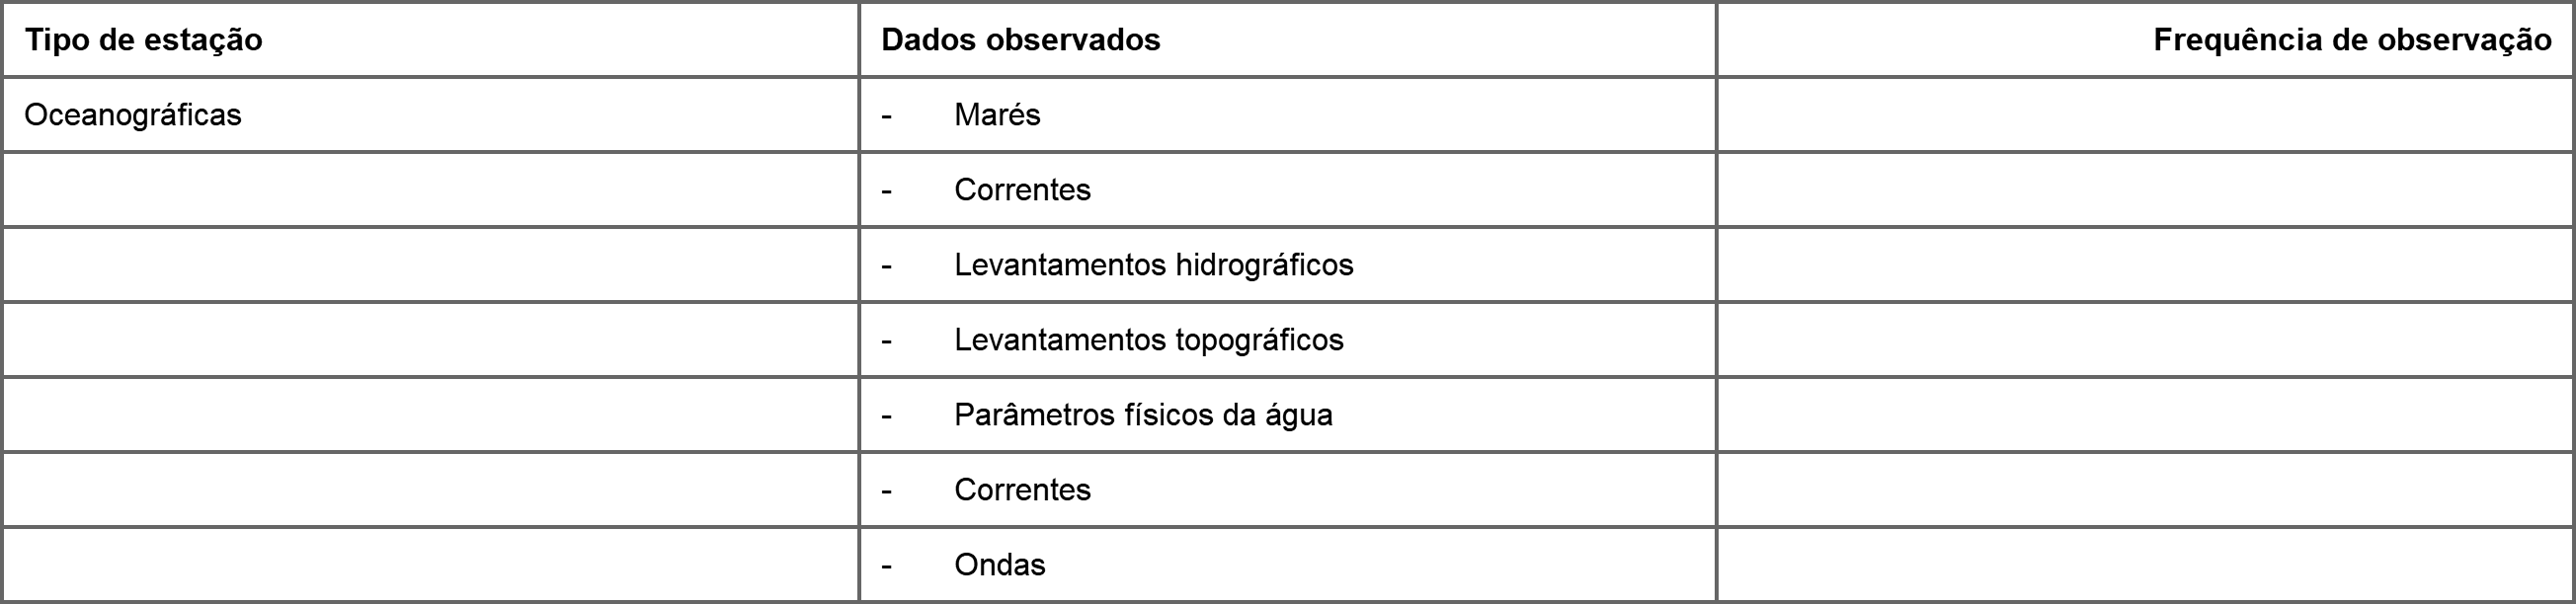 Tipo de estação Dados observados Frequência de observação
Oceanográficas - Marés
- Correntes
- Levantamentos hidrográficos
- Levantamentos topográficos
- Parâmetros físicos da água
- Correntes
- Ondas